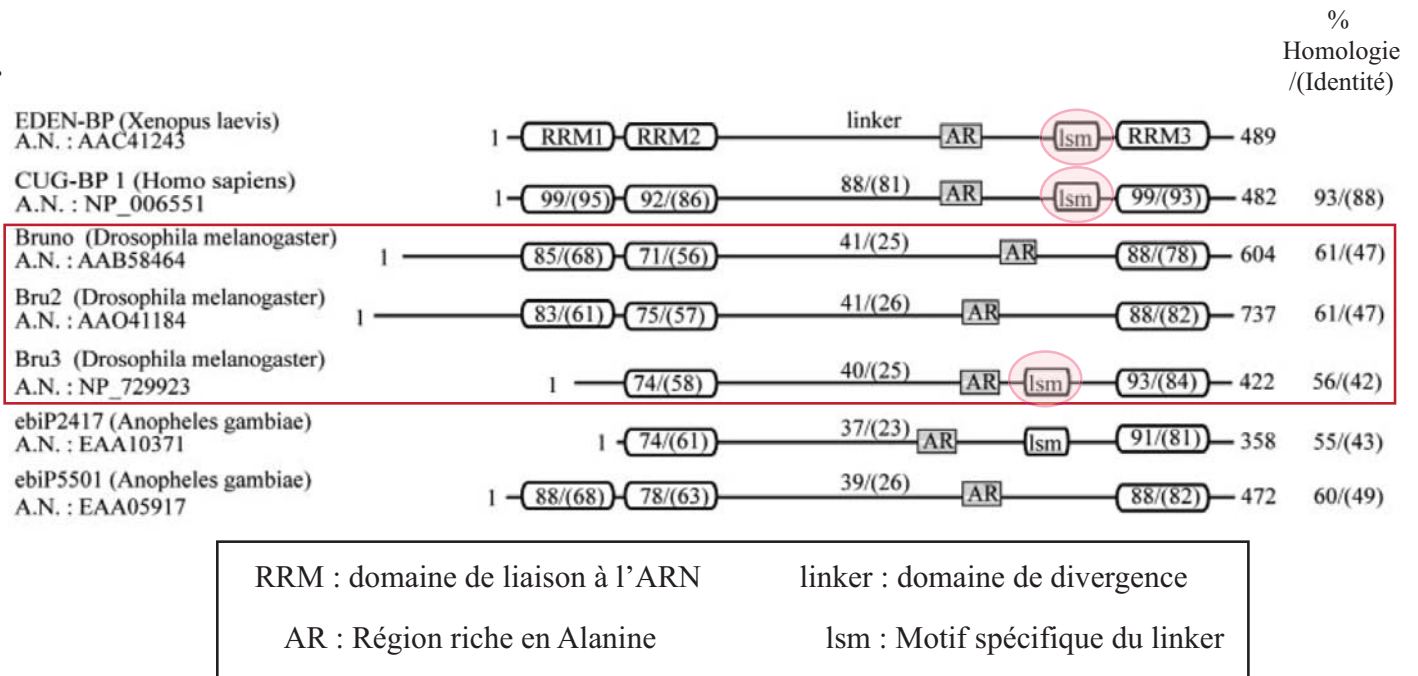 %
Homologie
/(Identité)
EDEN-BP (Xenopus laevis)
A.N. : AAC41243
1 RRM1 RRM2 linker AR lsm RRM3 489
CUG-BP 1 (Homo sapiens)
A.N. : NP_006551
1 99/(95) 92/(86) 88/(81) AR lsm 99/(93) 482 93/(88)
Bruno (Drosophila melanogaster)
A.N. : AAB58464
1 85/(68) 71/(56) 41/(25) AR 88/(78) 604 61/(47)
Bru2 (Drosophila melanogaster)
A.N. : AAO41184
1 83/(61) 75/(57) 41/(26) AR 88/(82) 737 61/(47)
Bru3 (Drosophila melanogaster)
A.N. : NP_729923
1 74/(58) 40/(25) AR lsm 93/(84) 422 56/(42)
ebiP2417 (Anopheles gambiae)
A.N. : EAA10371
1 74/(61) 37/(23) AR lsm 91/(81) 358 55/(43)
ebiP5501 (Anopheles gambiae)
A.N. : EAA05917
1 88/(68) 78/(63) 39/(26) AR 88/(82) 472 60/(49)
RRM : domaine de liaison à l’ARN linker : domaine de divergence
AR : Région riche en Alanine lsm : Motif spécifique du linker